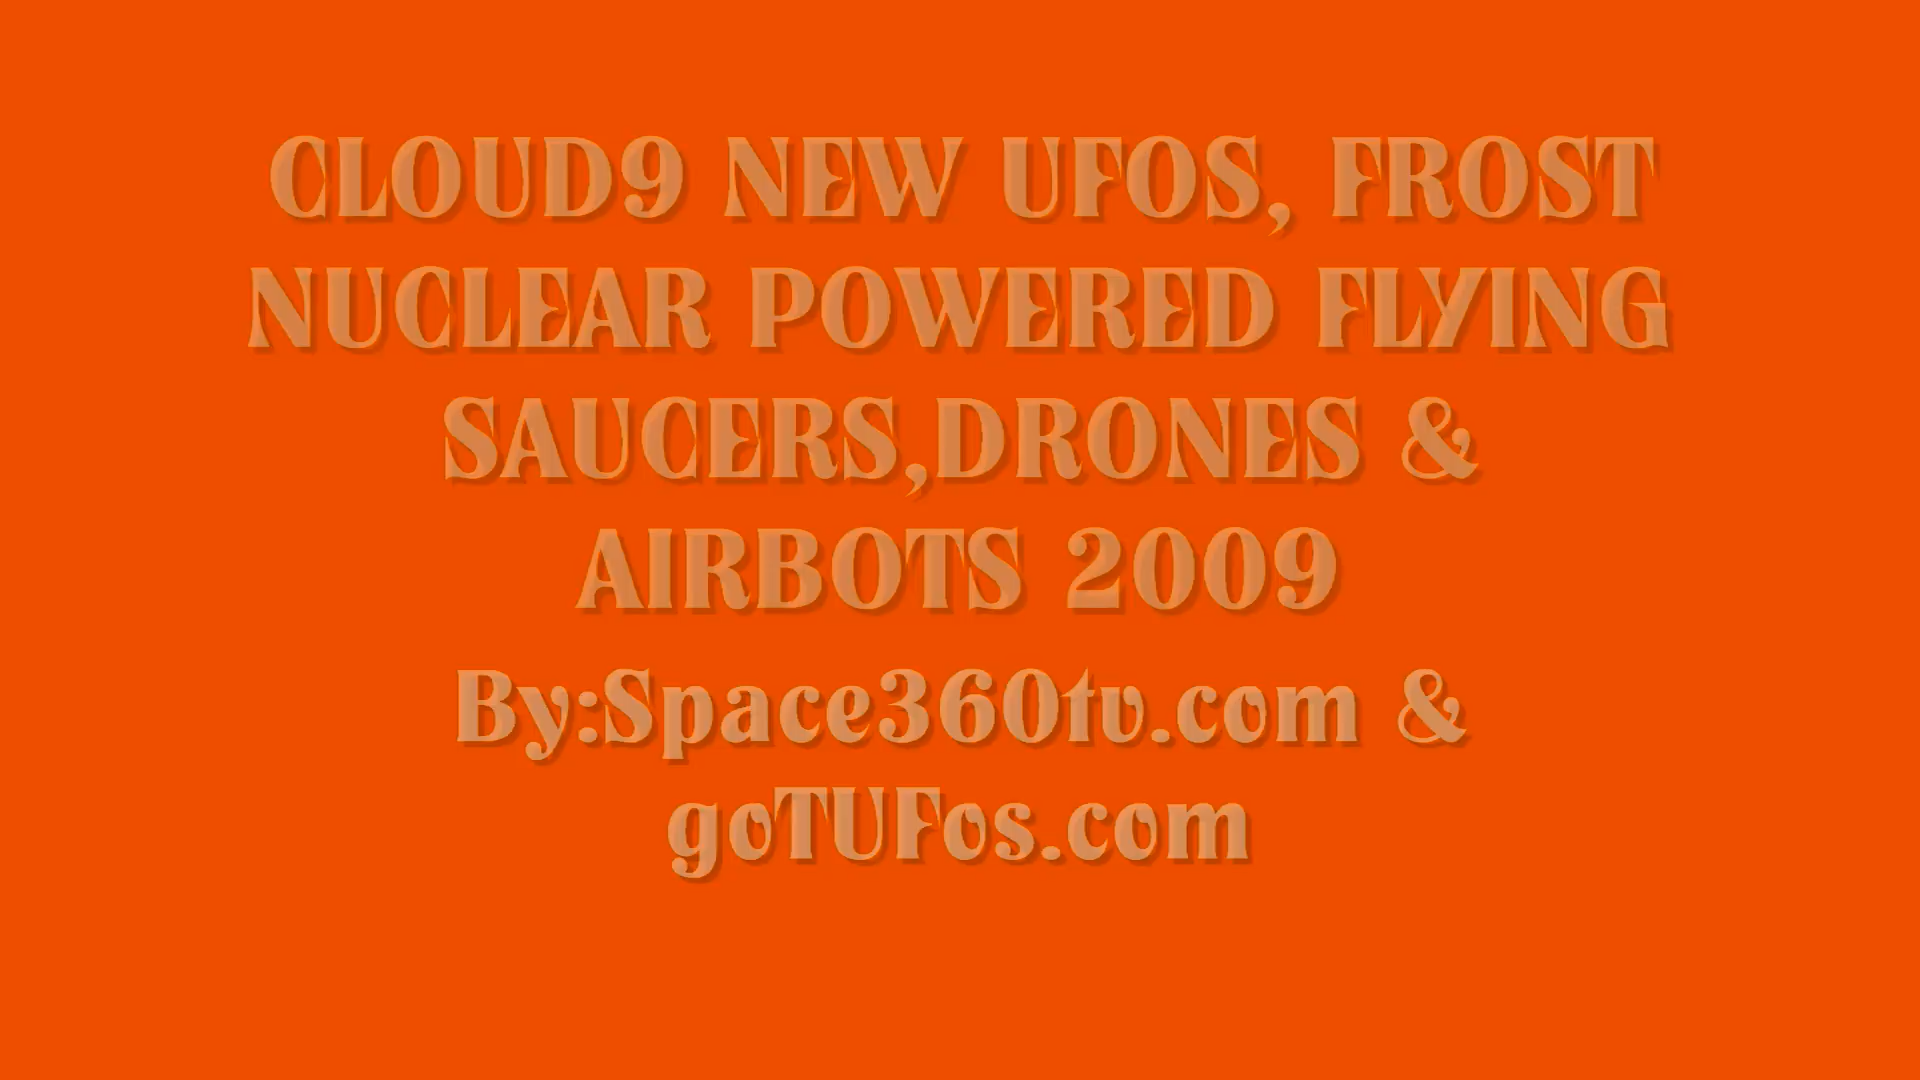 CLOUD9 NEW UFOS, FROST
NUCLEAR POWERED FLYING
SAUCERS,DRONES &
AIRBOTS 2009
By:Space360tv.com &
goTUFos.com